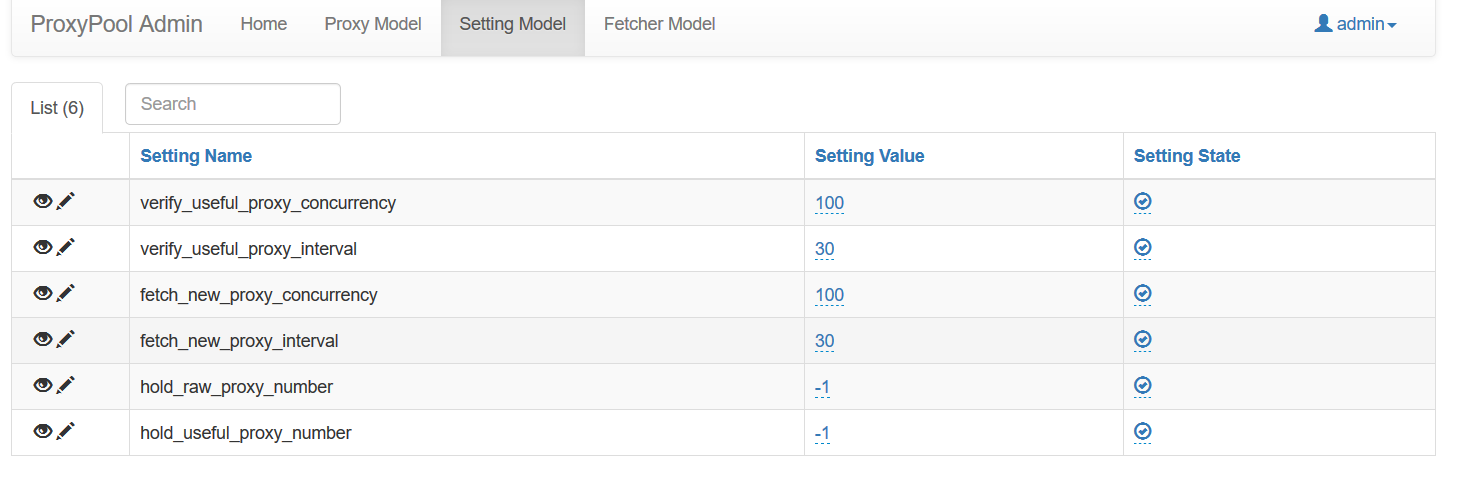 ProxyPool Admin Home Proxy Model Setting Model Fetcher Model admin
List (6) Search
Setting Name Setting Value Setting State
verify_useful_proxy_concurrency 100
verify_useful_proxy_interval 30
fetch_new_proxy_concurrency 100
fetch_new_proxy_interval 30
hold_raw_proxy_number -1
hold_useful_proxy_number -1